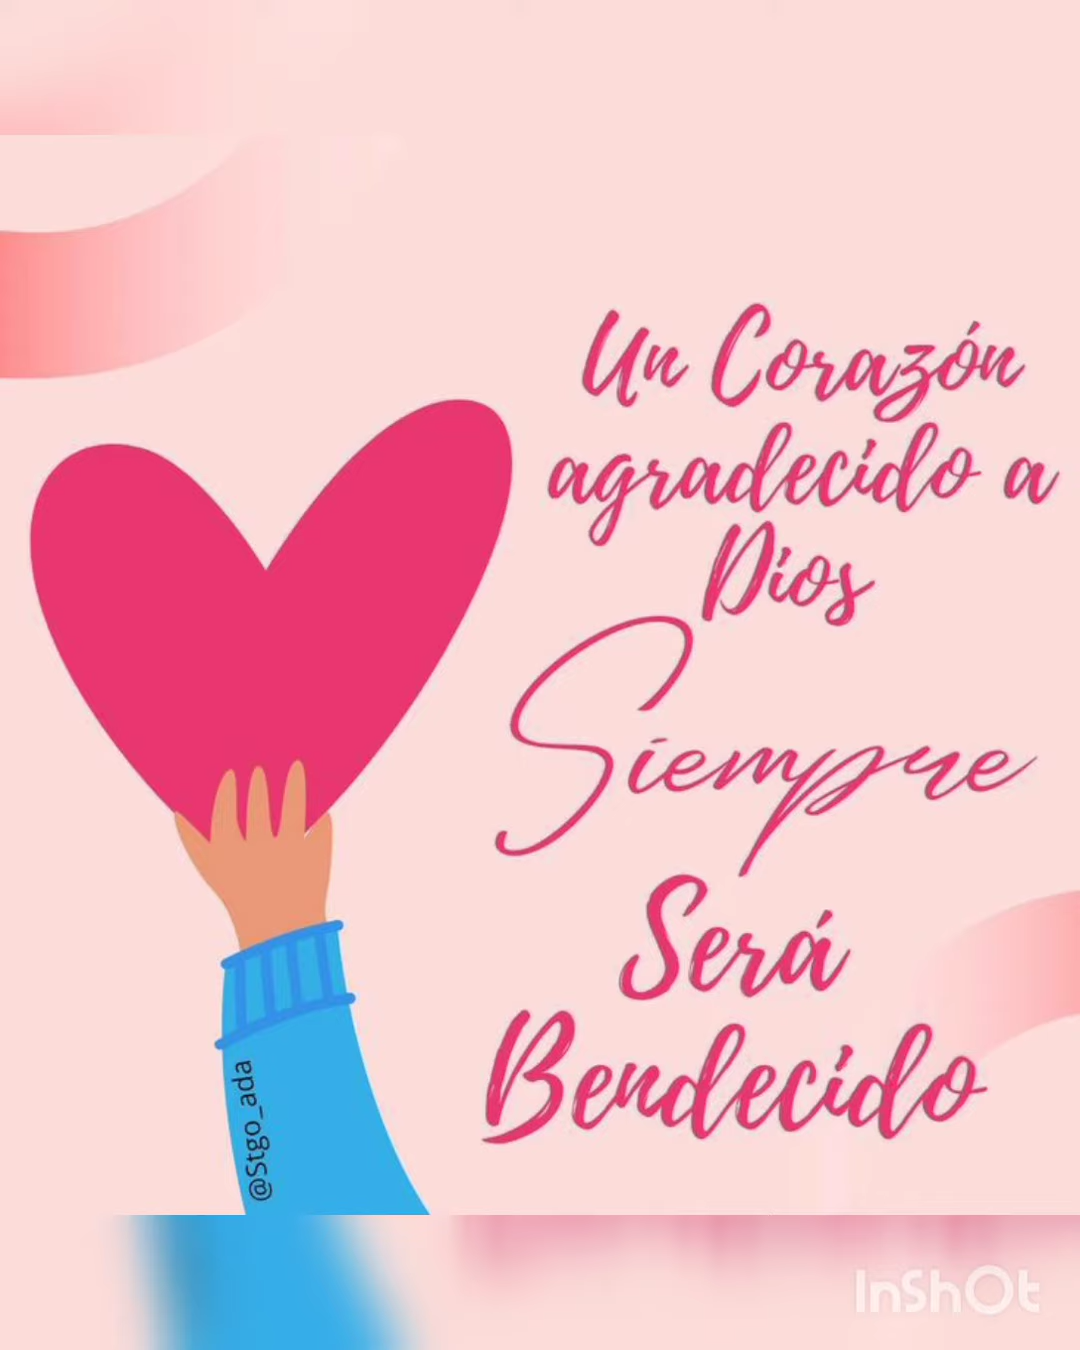 Un Corazón
agradecido a
Dios
Siempre
Será
Bendecido
@Stgo_ada
InShOt